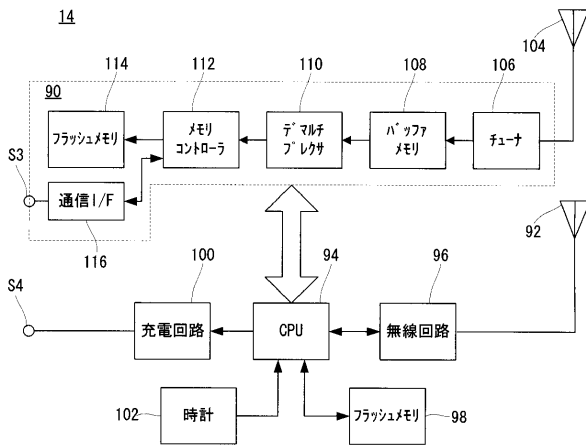 14
104
114
112
110
108
106
90
フラッシュメモリ
メモリ
コントローラ
デマルチ
プレクサ
バッファ
メモリ
チューナ
S3
通信I/F
116
92
100
94
96
S4
充電回路
CPU
無線回路
102
時計
フラッシュメモリ
98